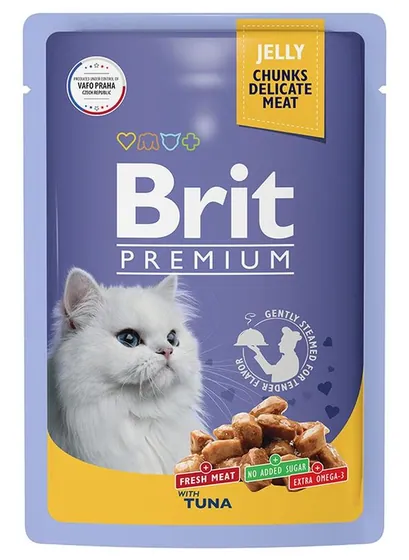 PRODUCED UNDER CONTROL OF
VAFO PRAHA
CZECH REPUBLIC
JELLY
CHUNKS
DELICATE
MEAT
Brit
PREMIUM
GENTLY STEAMED FOR TENDER FLAVOR
FRESH MEAT
NO ADDED SUGAR
EXTRA OMEGA-3
WITH
TUNA